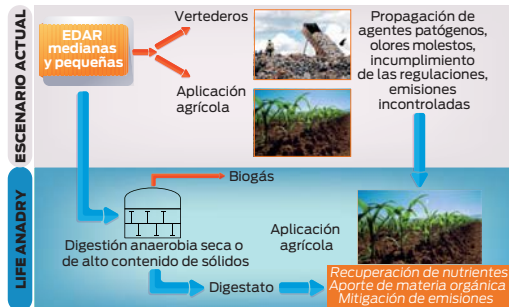 ESCENARIO ACTUAL
EDAR
medianas
y pequeñas
Vertederos
Aplicación
agrícola
Propagación de
agentes patógenos,
olores molestos,
incumplimiento
de las regulaciones,
emisiones
incontroladas
LIFE ANADRY
Biogás
Digestión anaerobia seca o
de alto contenido de sólidos
Digestato
Aplicación
agrícola
Recuperación de nutrientes
Aporte de materia orgánica
Mitigación de emisiones